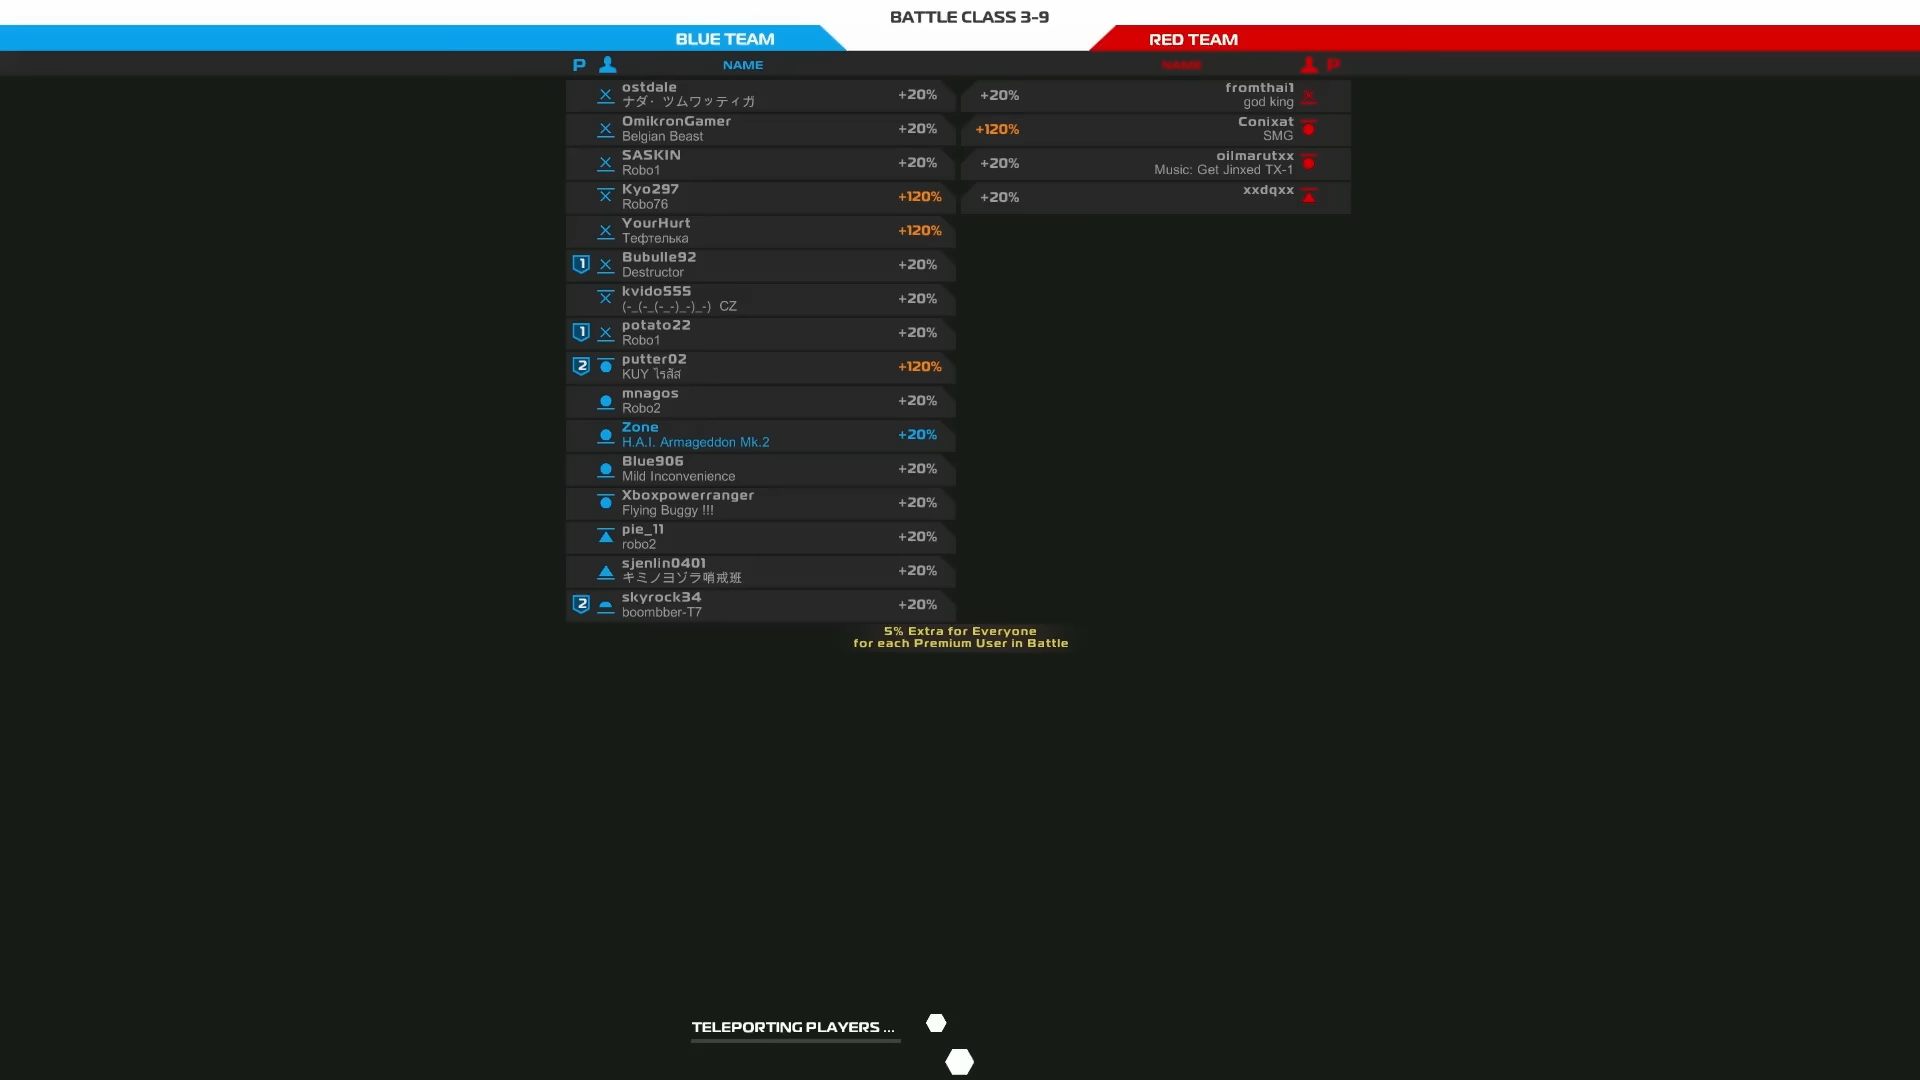 BATTLE CLASS 3-9
BLUE TEAM
RED TEAM
P NAME
NAME P
ostdale
ナダ・ツムワッティガ
+20%
OmikronGamer
Belgian Beast
+20%
SASKIN
Robo1
+20%
Kyo297
Robo76
+120%
YourHurt
Тефтелька
+120%
1
Bubulle92
Destructor
+20%
kvido555
(-_(-_(-_-)_-)_-) CZ
+20%
1
potato22
Robo1
+20%
2
putter02
KUY ไรสัส
+120%
mnagos
Robo2
+20%
Zone
H.A.I. Armageddon Mk.2
+20%
Blue906
Mild Inconvenience
+20%
Xboxpowerranger
Flying Buggy !!!
+20%
pie_11
robo2
+20%
sjenlin0401
キミノヨゾラ哨戒班
+20%
2
skyrock34
boombber-T7
+20%
+20%
fromthai1
god king
+120%
Conixat
SMG
+20%
oilmarutxx
Music: Get Jinxed TX-1
+20%
xxdqxx
5% Extra for Everyone
for each Premium User in Battle
TELEPORTING PLAYERS ...